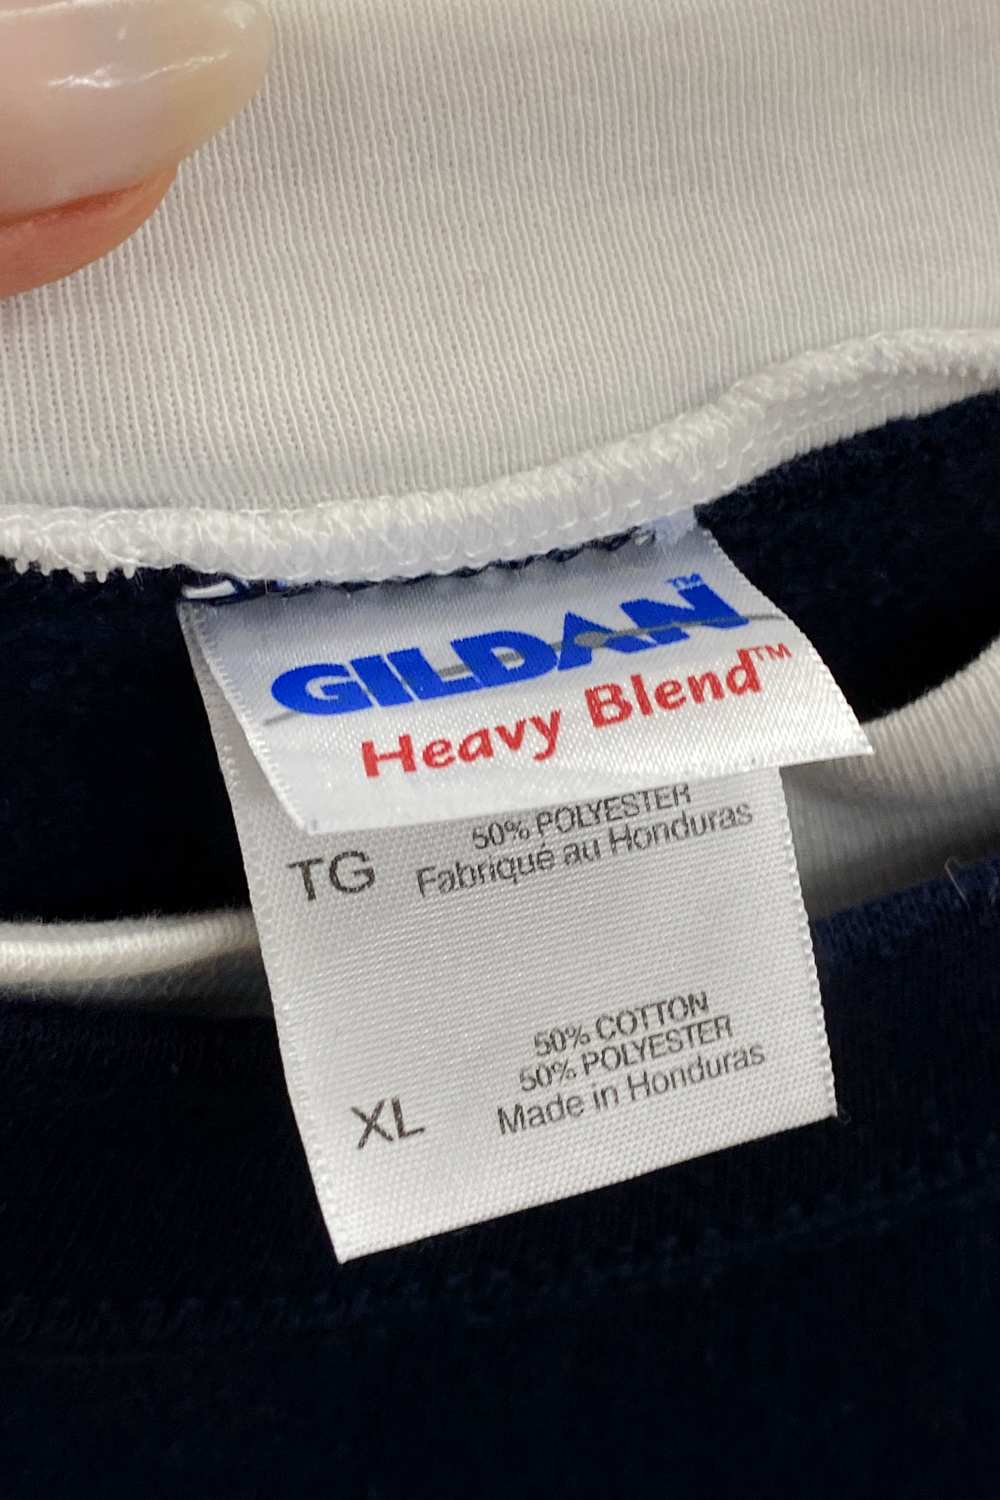 GILDAN™
Heavy Blend™
50% POLYESTER
TG Fabriqué au Honduras
50% COTTON
50% POLYESTER
XL Made in Honduras